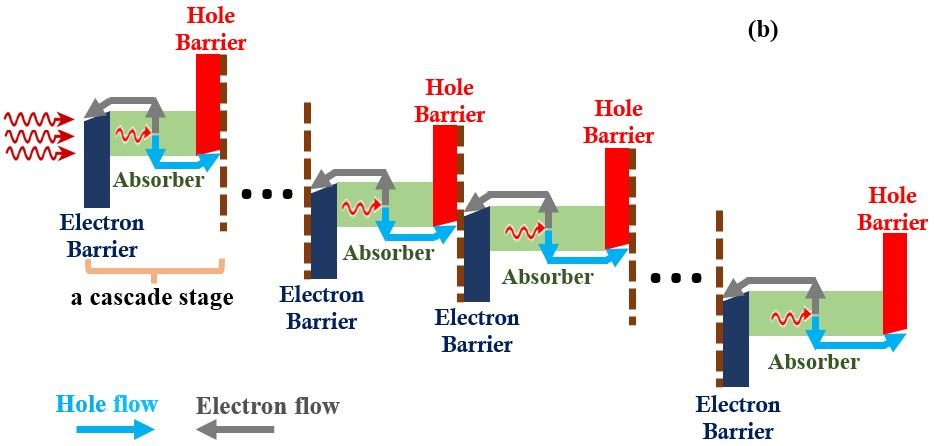 (b)
Hole
Barrier
Absorber
Electron
Barrier
a cascade stage
Hole
Barrier
Absorber
Electron
Barrier
Hole
Barrier
Absorber
Electron
Barrier
Hole
Barrier
Absorber
Electron
Barrier
Hole flow
Electron flow